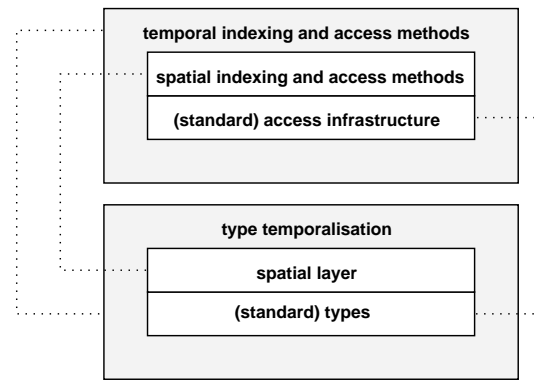 temporal indexing and access methods
spatial indexing and access methods
(standard) access infrastructure
type temporalisation
spatial layer
(standard) types